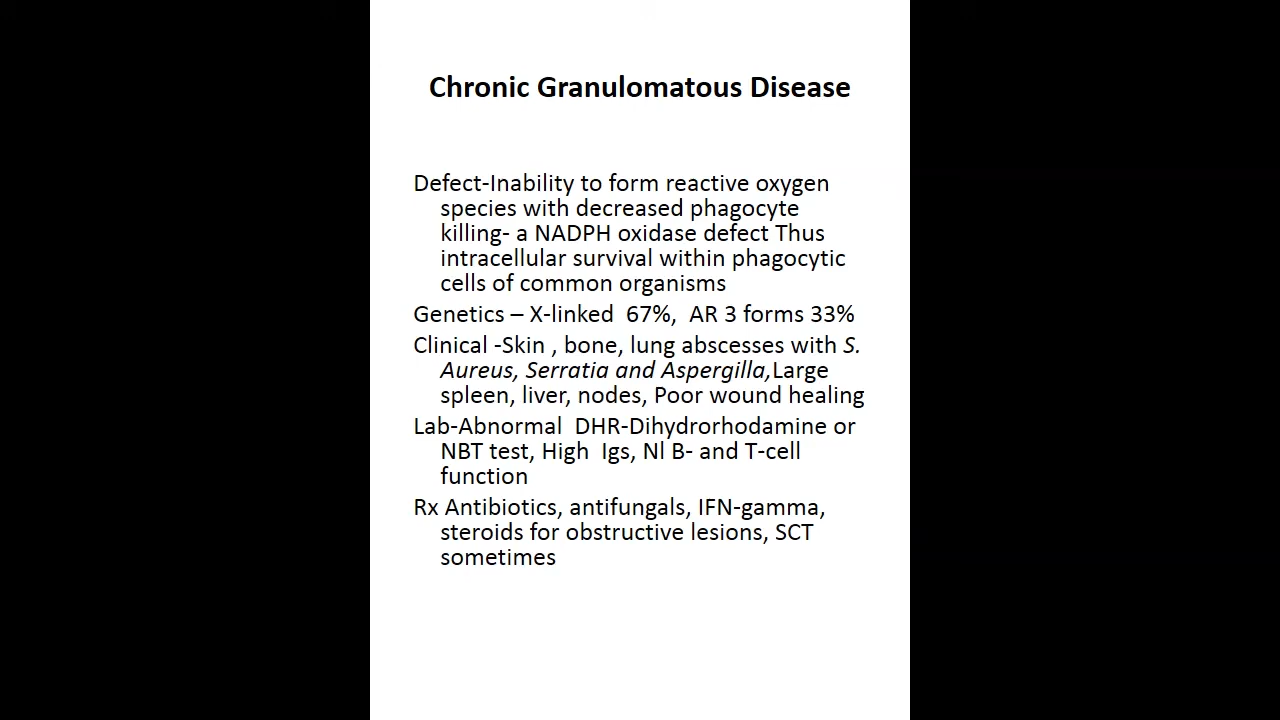 Chronic Granulomatous Disease
Defect-Inability to form reactive oxygen
species with decreased phagocyte
killing- a NADPH oxidase defect Thus
intracellular survival within phagocytic
cells of common organisms
Genetics – X-linked  67%,  AR 3 forms 33%
Clinical -Skin , bone, lung abscesses with S.
Aureus, Serratia and Aspergilla,Large
spleen, liver, nodes, Poor wound healing
Lab-Abnormal  DHR-Dihydrorhodamine or
NBT test, High  Igs, Nl B- and T-cell
function
Rx Antibiotics, antifungals, IFN-gamma,
steroids for obstructive lesions, SCT
sometimes